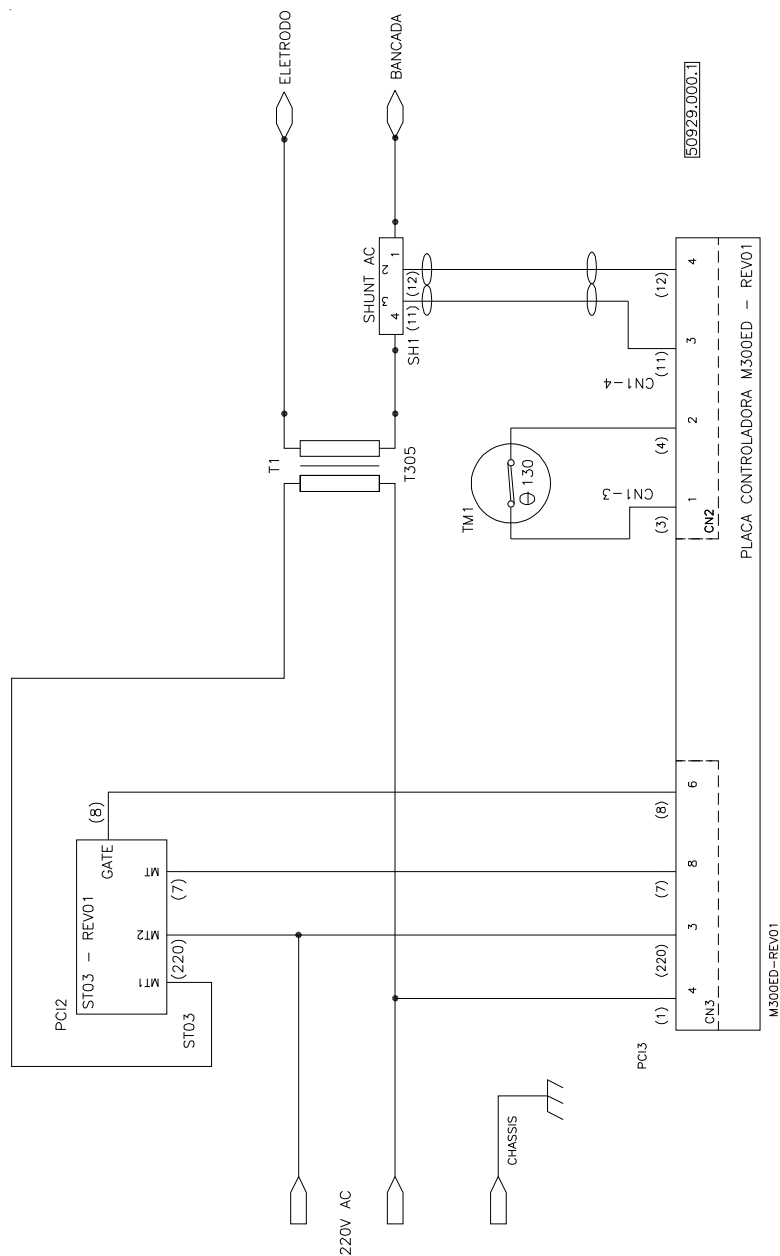 ELETRODO
BANCADA
50929.000.1
SHUNT AC
1
2
3
4
(12)
(11)
SH1
T1
T305
TM1
Θ 130
CN1-4
CN1-3
(12)
4
(11)
3
(4)
2
(3)
1
CN2
PLACA CONTROLADORA M300ED - REV01
PCI2
ST03 - REV01
GATE
(8)
MT
(7)
MT2
(220)
MT1
ST03
(8)
6
(7)
8
(220)
3
(1)
4
CN3
PCI3
M300ED-REV01
220V AC
CHASSIS